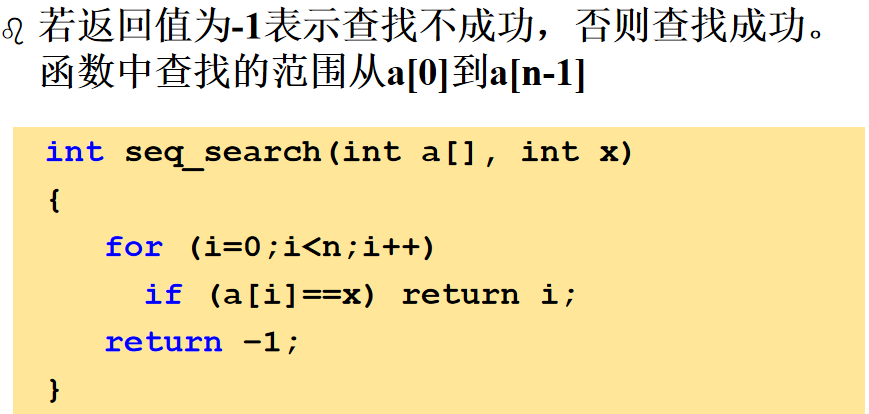 若返回值为-1表示查找不成功，否则查找成功。
函数中查找的范围从a[0]到a[n-1]
int seq_search(int a[], int x)
{
for (i=0;i<n;i++)
if (a[i]==x) return i;
return –1;
}